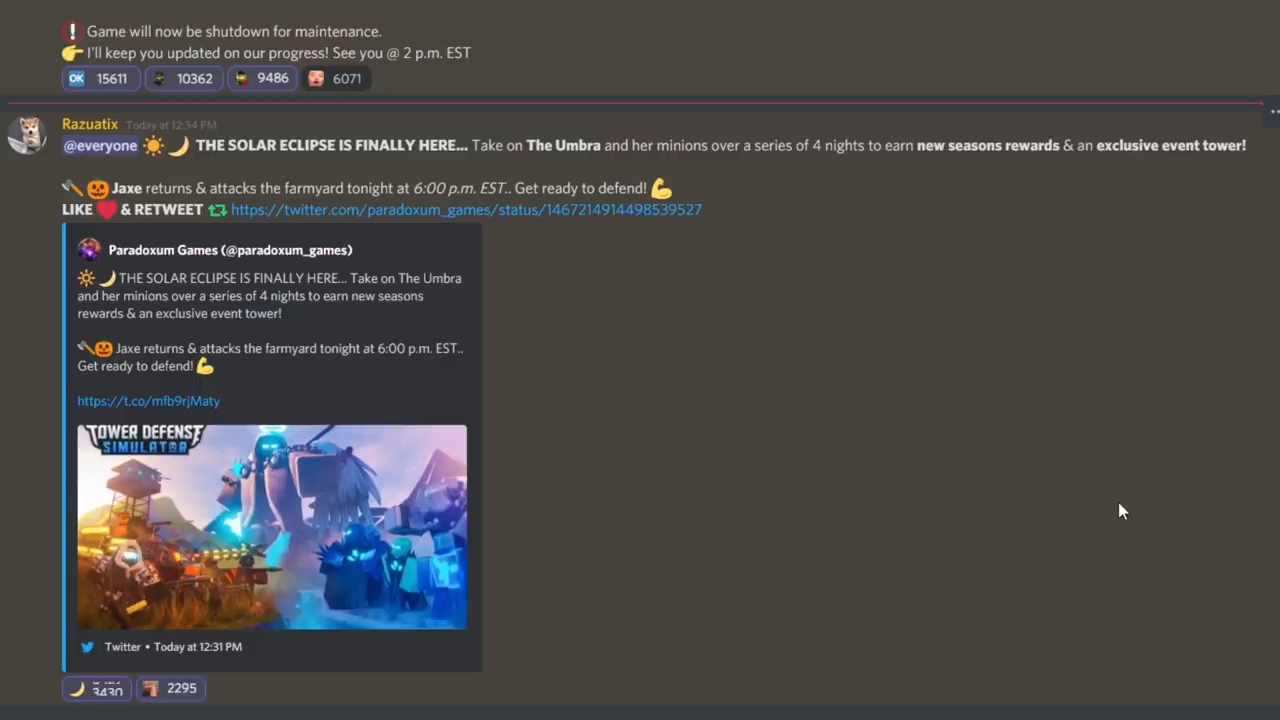 Game will now be shutdown for maintenance.
I'll keep you updated on our progress! See you @ 2 p.m. EST
OK 15611 10362 9486 6071
Razuatix Today at 12:34 PM
@everyone THE SOLAR ECLIPSE IS FINALLY HERE... Take on The Umbra and her minions over a series of 4 nights to earn new seasons rewards & an exclusive event tower!
Jaxe returns & attacks the farmyard tonight at 6:00 p.m. EST.. Get ready to defend!
LIKE & RETWEET https://twitter.com/paradoxum_games/status/1467214914498539527
Paradoxum Games (@paradoxum_games)
THE SOLAR ECLIPSE IS FINALLY HERE... Take on The Umbra
and her minions over a series of 4 nights to earn new seasons
rewards & an exclusive event tower!
Jaxe returns & attacks the farmyard tonight at 6:00 p.m. EST..
Get ready to defend!
https://t.co/mfb9rjMaty
TOWER DEFENSE
SIMULATOR
Twitter • Today at 12:31 PM
3430 2295